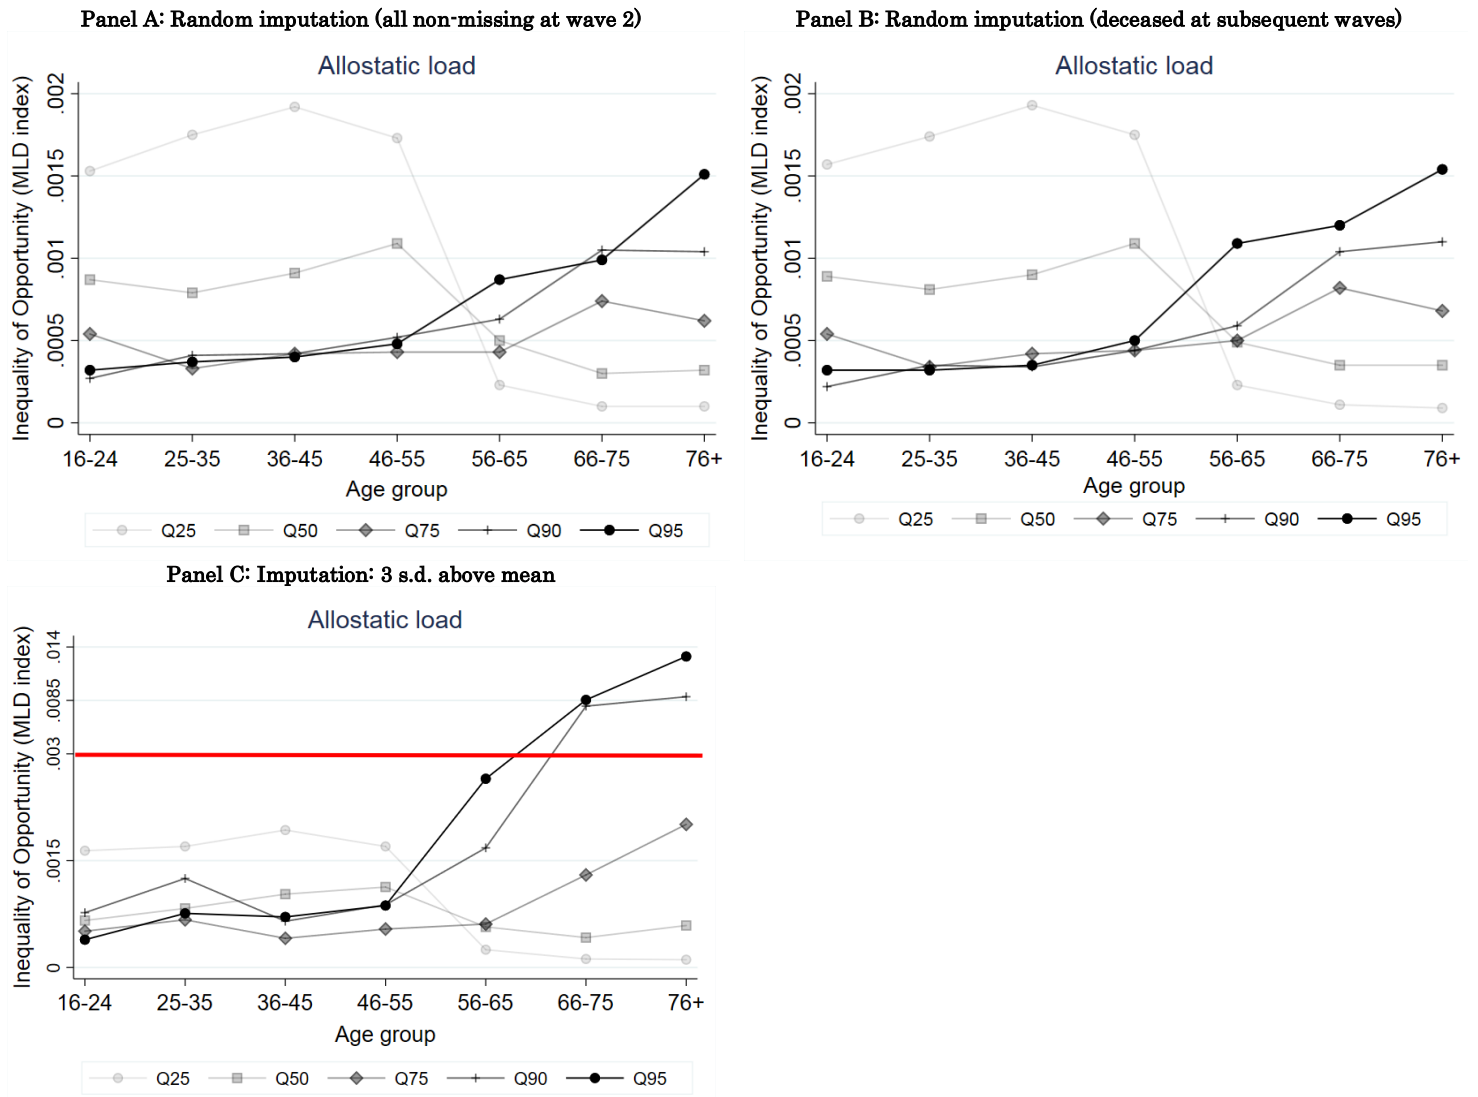 Panel A: Random imputation (all non-missing at wave 2)
Allostatic load
Inequality of Opportunity (MLD index)
.002
.0015
.001
.0005
0
16-24 25-35 36-45 46-55 56-65 66-75 76+
Age group
Q25 Q50 Q75 Q90 Q95
Panel B: Random imputation (deceased at subsequent waves)
Allostatic load
Inequality of Opportunity (MLD index)
.002
.0015
.001
.0005
0
16-24 25-35 36-45 46-55 56-65 66-75 76+
Age group
Q25 Q50 Q75 Q90 Q95
Panel C: Imputation: 3 s.d. above mean
Allostatic load
Inequality of Opportunity (MLD index)
.014
.0085
.003
.0015
0
16-24 25-35 36-45 46-55 56-65 66-75 76+
Age group
Q25 Q50 Q75 Q90 Q95